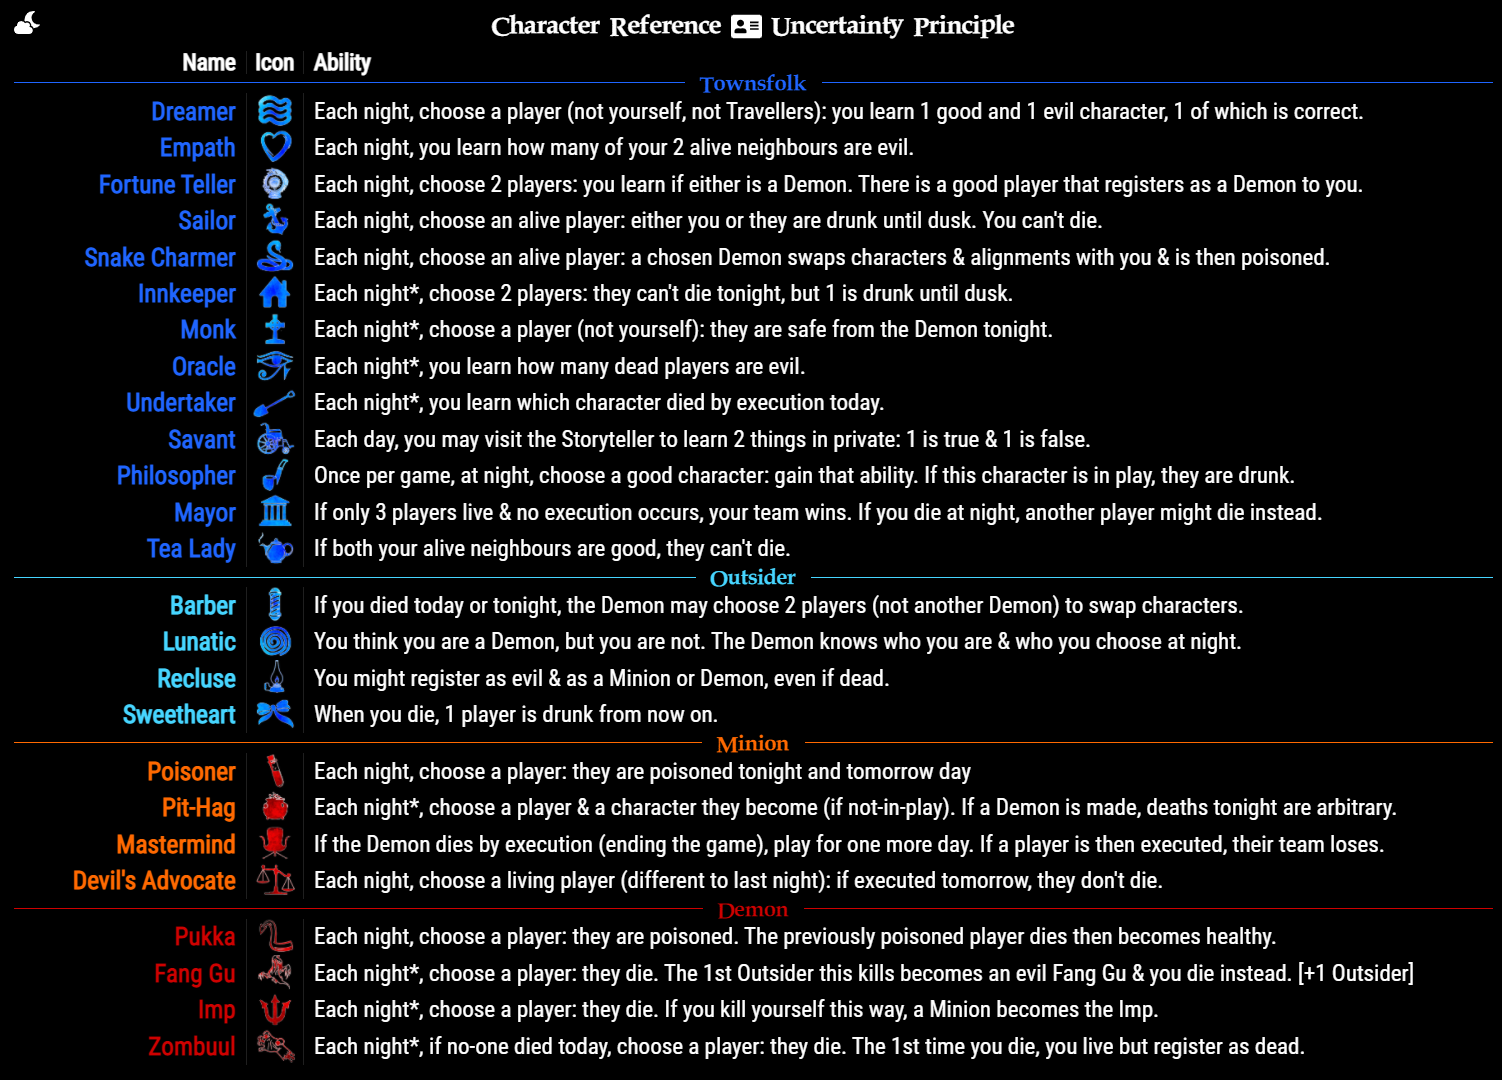 Character Reference Uncertainty Principle
Name Icon Ability
Townsfolk
Dreamer Each night, choose a player (not yourself, not Travellers): you learn 1 good and 1 evil character, 1 of which is correct.
Empath Each night, you learn how many of your 2 alive neighbours are evil.
Fortune Teller Each night, choose 2 players: you learn if either is a Demon. There is a good player that registers as a Demon to you.
Sailor Each night, choose an alive player: either you or they are drunk until dusk. You can't die.
Snake Charmer Each night, choose an alive player: a chosen Demon swaps characters & alignments with you & is then poisoned.
Innkeeper Each night*, choose 2 players: they can't die tonight, but 1 is drunk until dusk.
Monk Each night*, choose a player (not yourself): they are safe from the Demon tonight.
Oracle Each night*, you learn how many dead players are evil.
Undertaker Each night*, you learn which character died by execution today.
Savant Each day, you may visit the Storyteller to learn 2 things in private: 1 is true & 1 is false.
Philosopher Once per game, at night, choose a good character: gain that ability. If this character is in play, they are drunk.
Mayor If only 3 players live & no execution occurs, your team wins. If you die at night, another player might die instead.
Tea Lady If both your alive neighbours are good, they can't die.
Outsider
Barber If you died today or tonight, the Demon may choose 2 players (not another Demon) to swap characters.
Lunatic You think you are a Demon, but you are not. The Demon knows who you are & who you choose at night.
Recluse You might register as evil & as a Minion or Demon, even if dead.
Sweetheart When you die, 1 player is drunk from now on.
Minion
Poisoner Each night, choose a player: they are poisoned tonight and tomorrow day
Pit-Hag Each night*, choose a player & a character they become (if not-in-play). If a Demon is made, deaths tonight are arbitrary.
Mastermind If the Demon dies by execution (ending the game), play for one more day. If a player is then executed, their team loses.
Devil's Advocate Each night, choose a living player (different to last night): if executed tomorrow, they don't die.
Demon
Pukka Each night, choose a player: they are poisoned. The previously poisoned player dies then becomes healthy.
Fang Gu Each night*, choose a player: they die. The 1st Outsider this kills becomes an evil Fang Gu & you die instead. [+1 Outsider]
Imp Each night*, choose a player: they die. If you kill yourself this way, a Minion becomes the Imp.
Zombuul Each night*, if no-one died today, choose a player: they die. The 1st time you die, you live but register as dead.